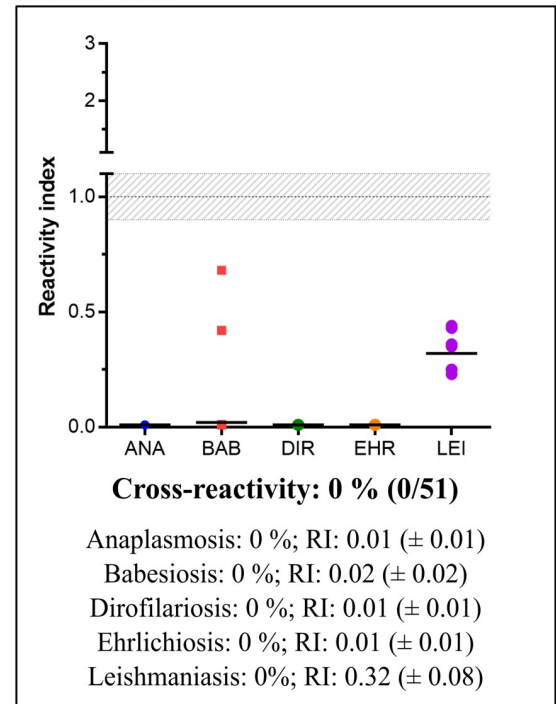 3
2
1.0
0.5
0.0
Reactivity index
ANA BAB DIR EHR LEI
Cross-reactivity: 0 % (0/51)
Anaplasmosis: 0 %; RI: 0.01 (± 0.01)
Babesiosis: 0 %; RI: 0.02 (± 0.02)
Dirofilariosis: 0 %; RI: 0.01 (± 0.01)
Ehrlichiosis: 0 %; RI: 0.01 (± 0.01)
Leishmaniasis: 0%; RI: 0.32 (± 0.08)